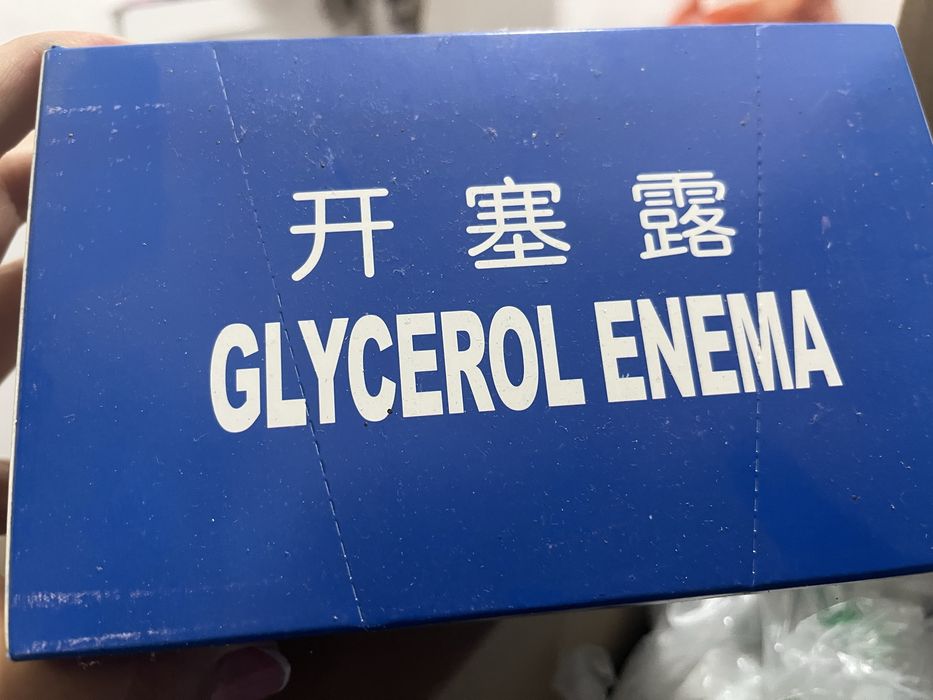 开塞露
GLYCEROL ENEMA